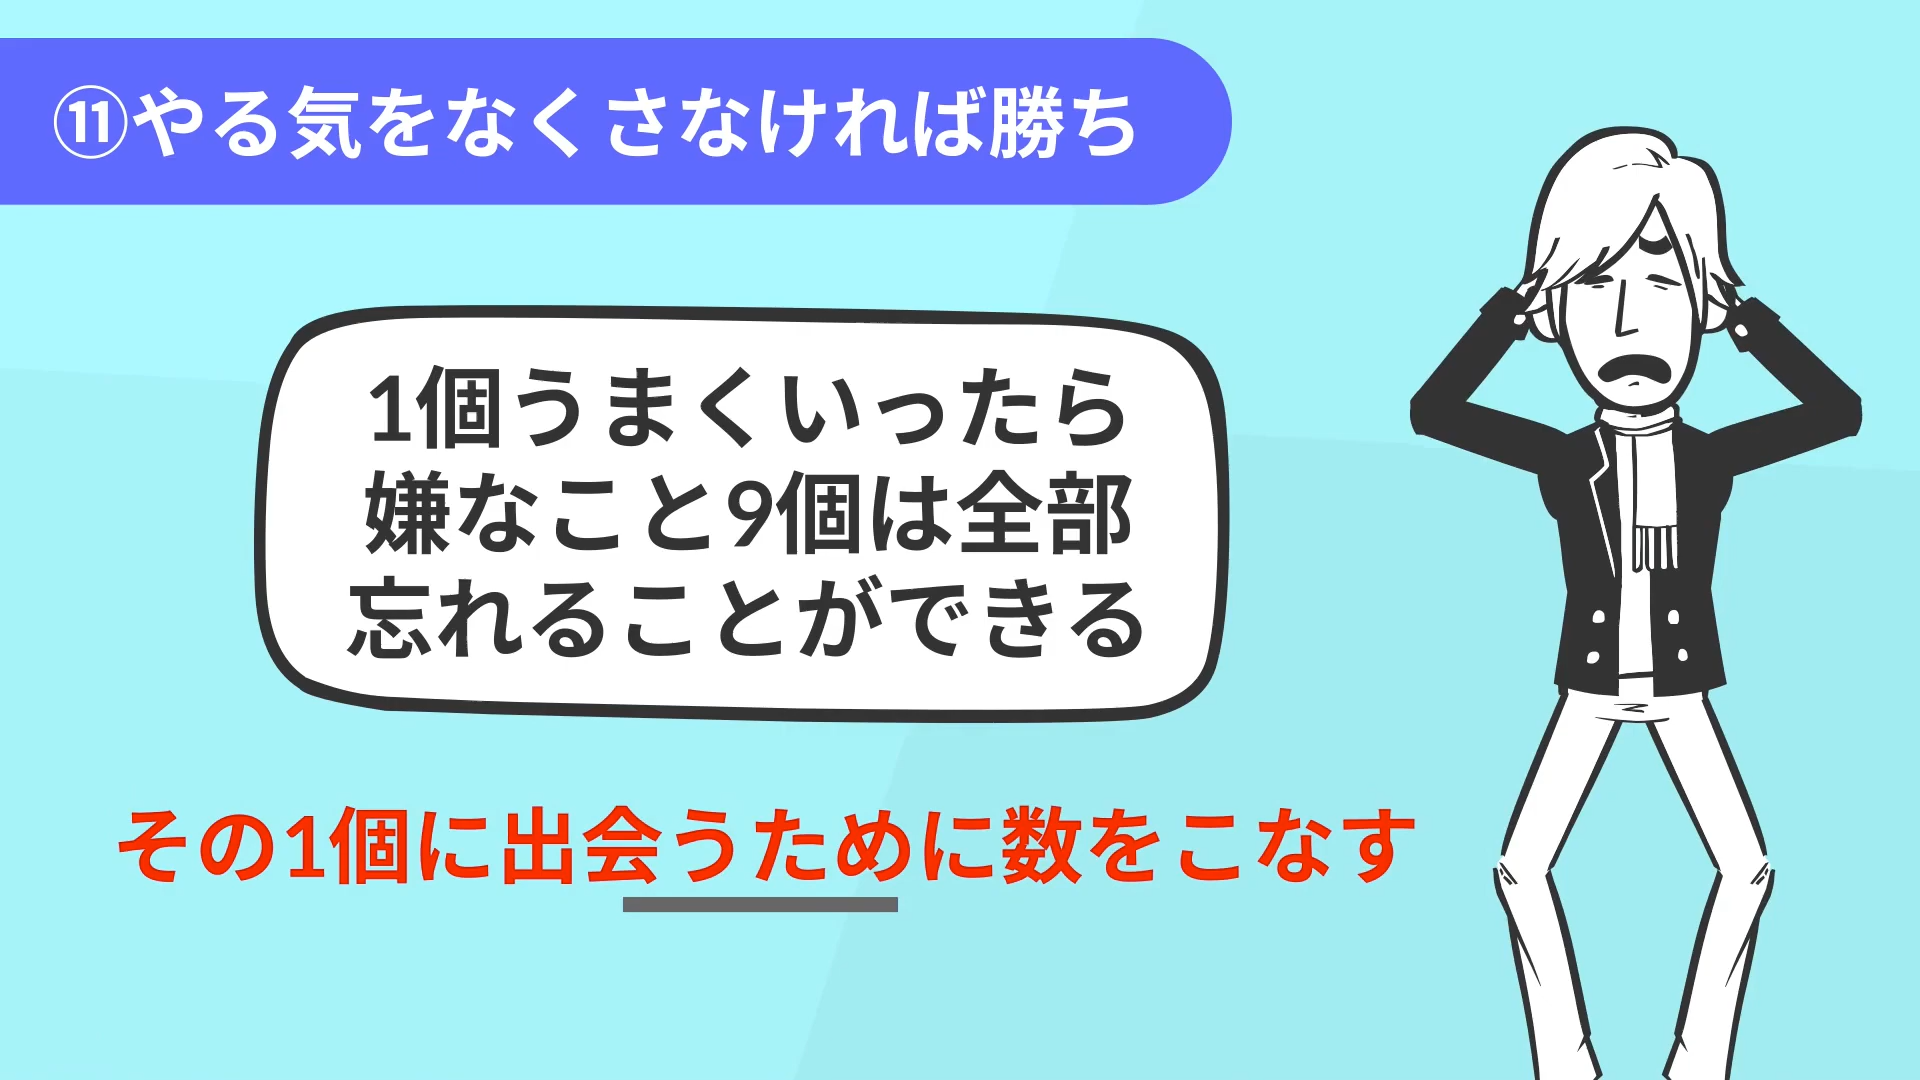 ⑪やる気をなくさなければ勝ち
1個うまくいったら
嫌なこと9個は全部
忘れることができる
その1個に出会うために数をこなす